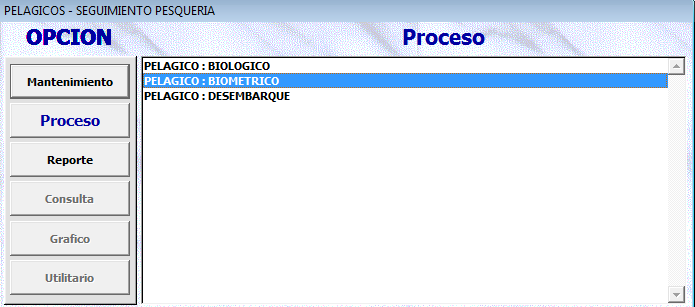 PELAGICOS - SEGUIMIENTO PESQUERIA
OPCION
Proceso
Mantenimiento
Proceso
Reporte
Consulta
Grafico
Utilitario
PELAGICO : BIOLOGICO
PELAGICO : BIOMETRICO
PELAGICO : DESEMBARQUE